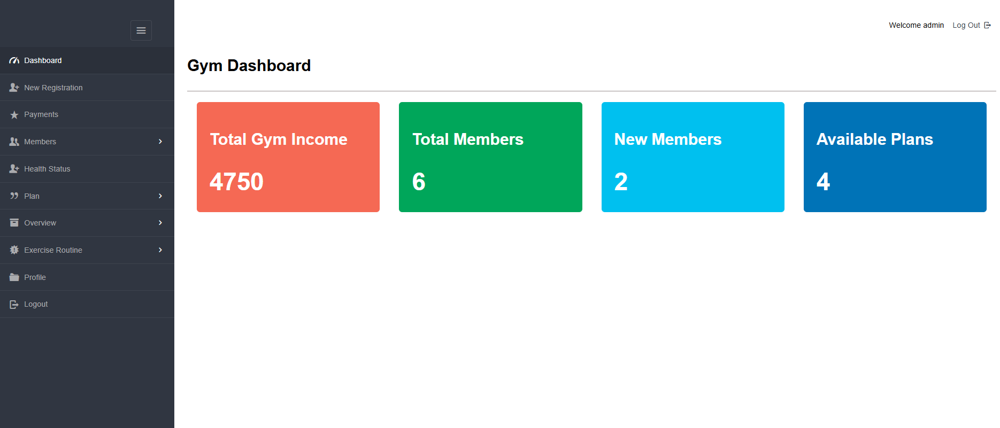 Welcome admin Log Out
Dashboard
New Registration
Payments
Members
Health Status
Plan
Overview
Exercise Routine
Profile
Logout
Gym Dashboard
Total Gym Income
4750
Total Members
6
New Members
2
Available Plans
4